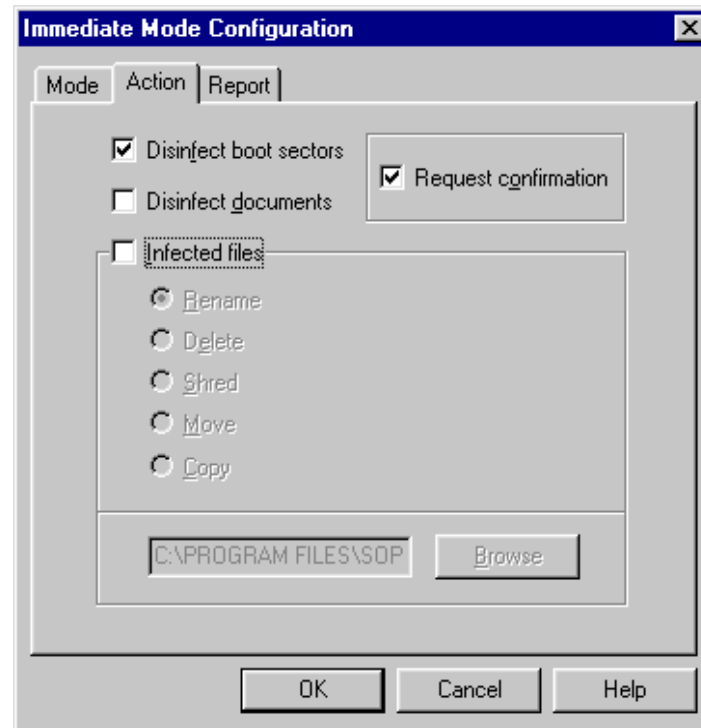 Immediate Mode Configuration
Mode Action Report
Disinfect boot sectors
Request confirmation
Disinfect documents
Infected files
Rename
Delete
Shred
Move
Copy
C:\PROGRAM FILES\SOP
Browse
OK Cancel Help